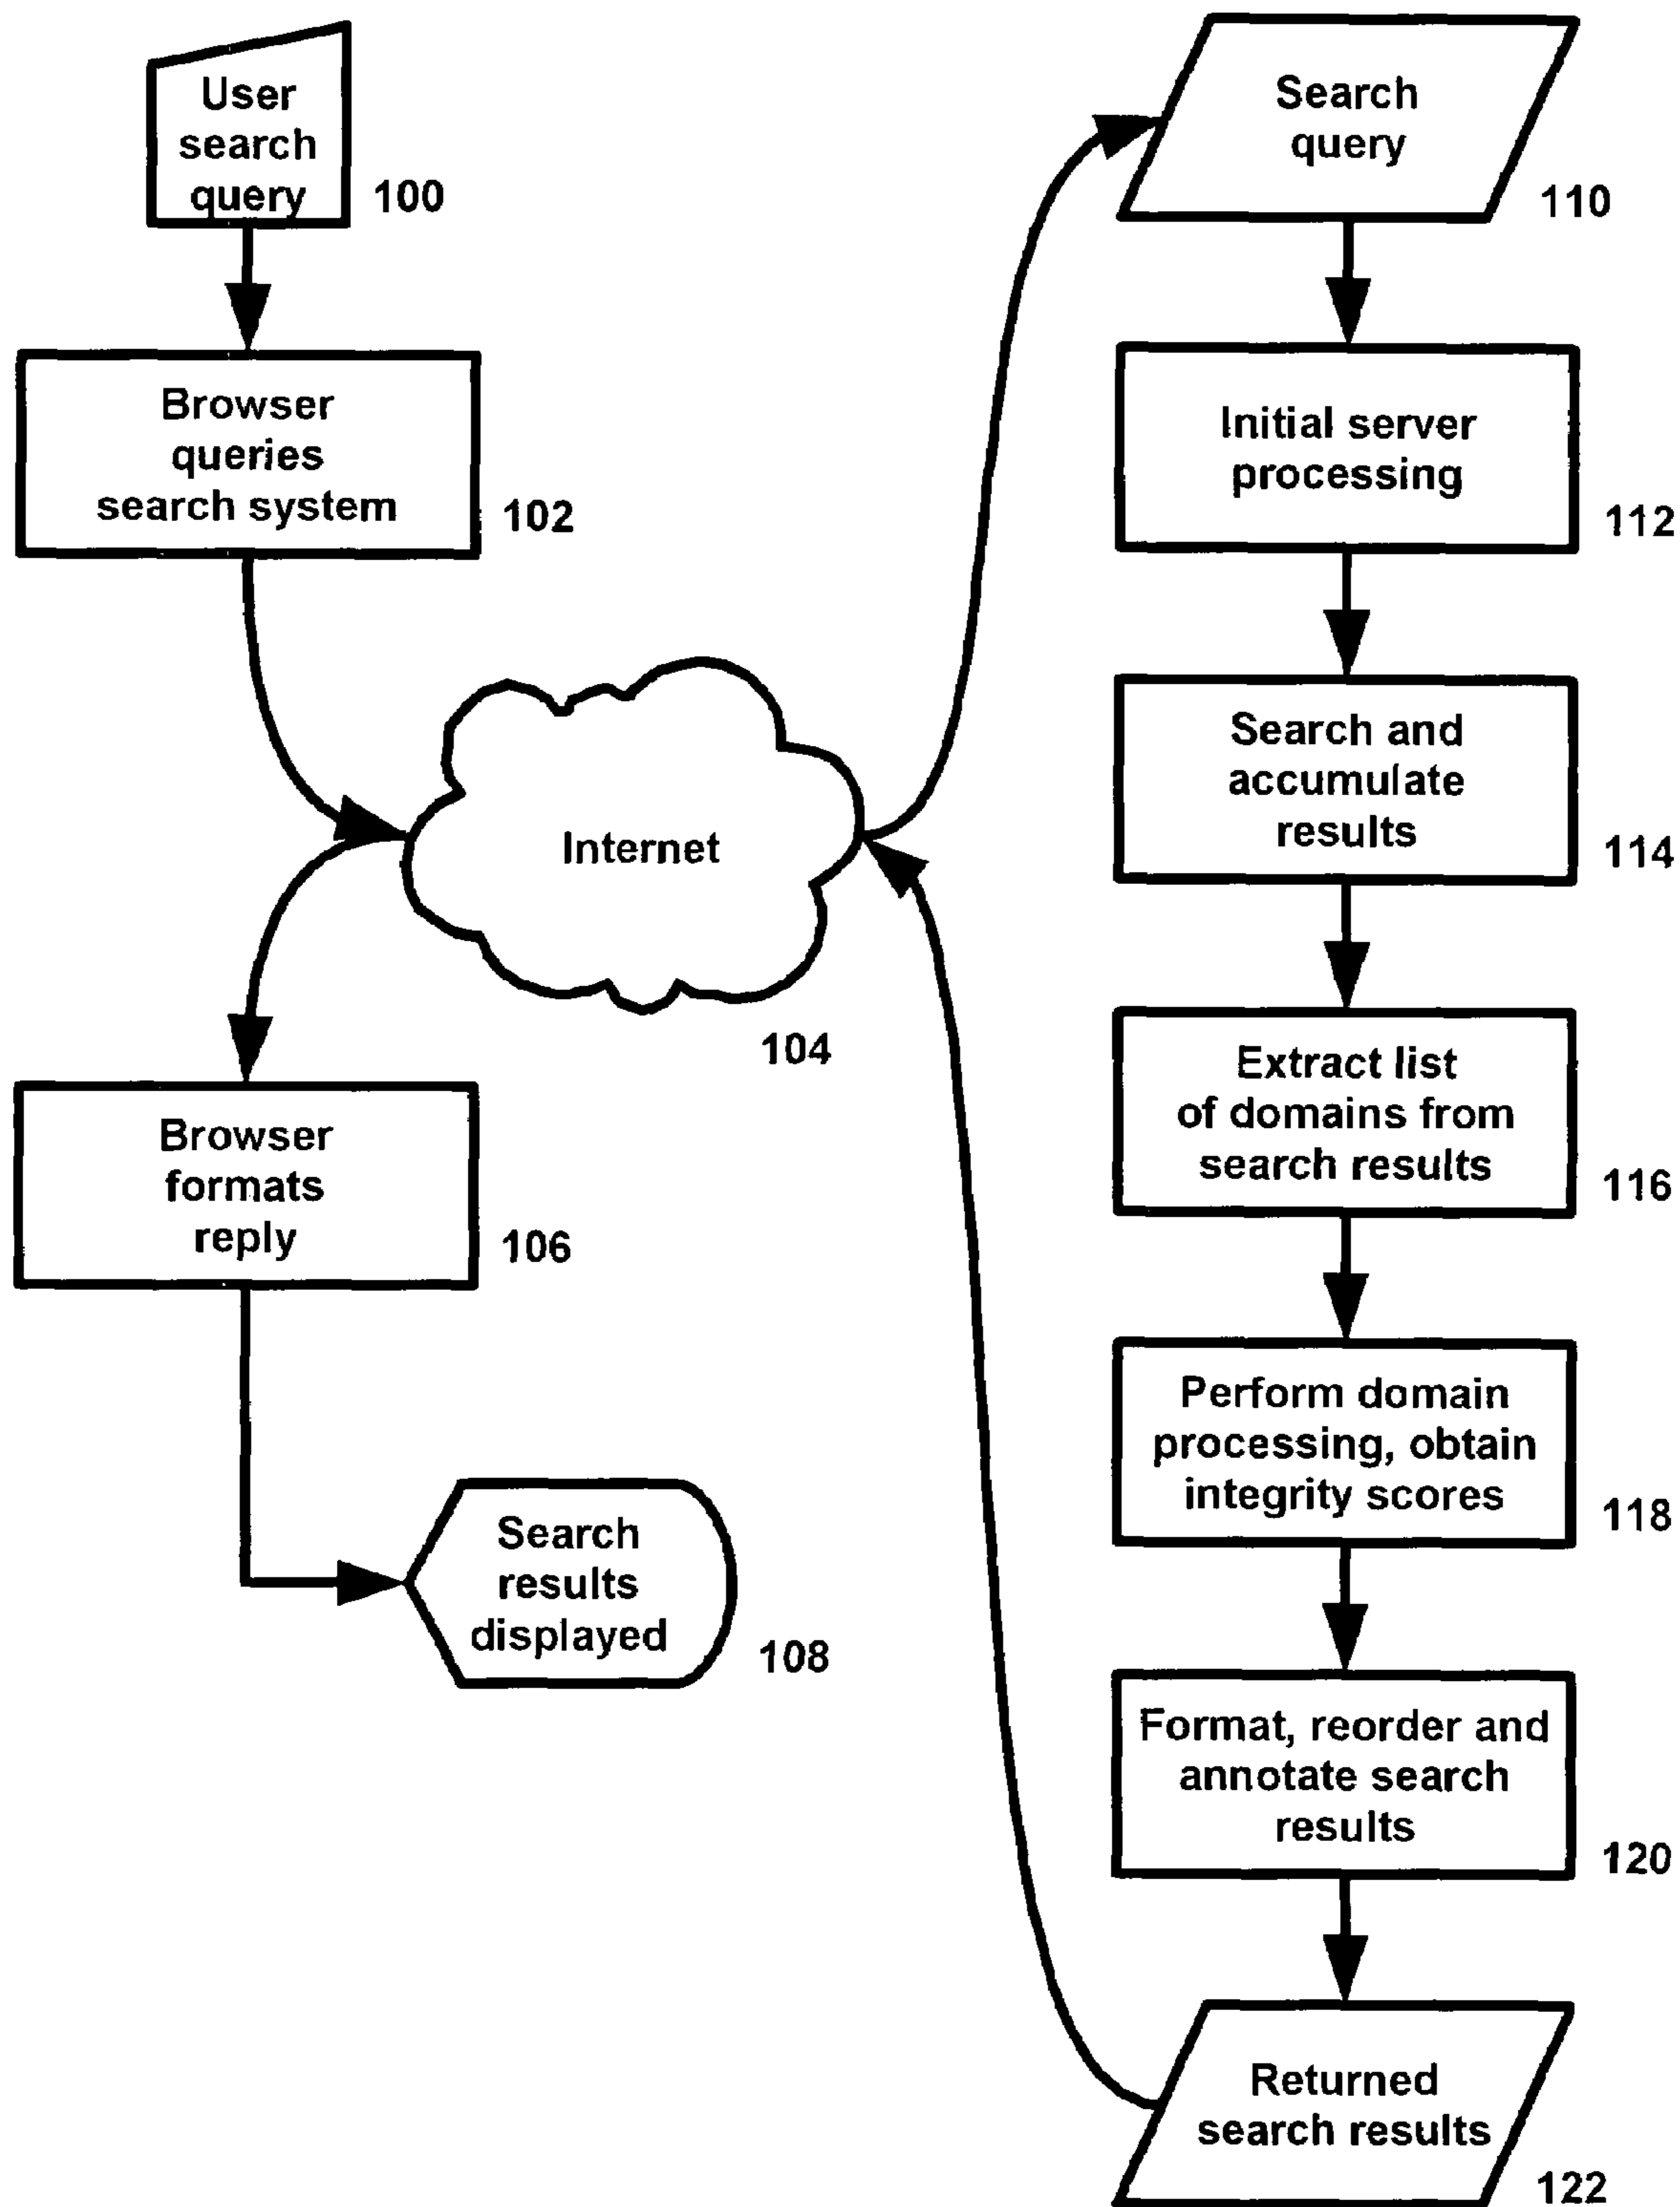 User
search
query
100
Browser
queries
search system
102
Internet
104
Browser
formats
reply
106
Search
results
displayed
108
Search
query
110
Initial server
processing
112
Search and
accumulate
results
114
Extract list
of domains from
search results
116
Perform domain
processing, obtain
integrity scores
118
Format, reorder and
annotate search
results
120
Returned
search results
122